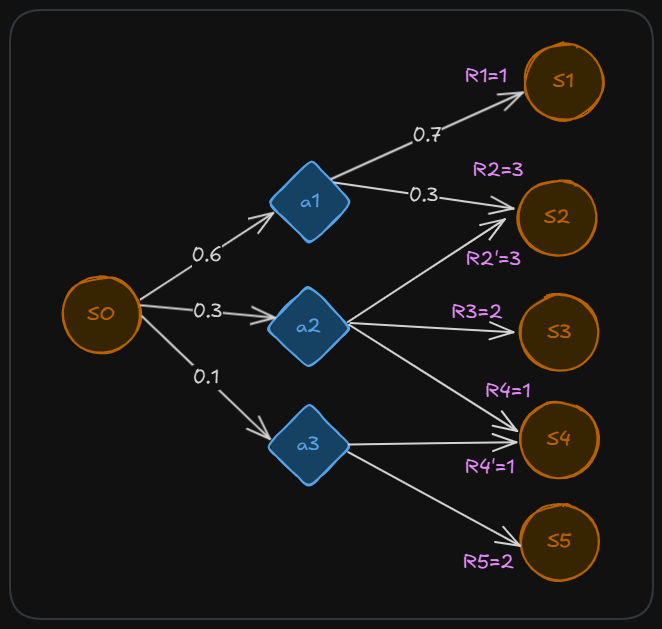 R1=1
S1
0.7
R2=3
a1
0.3
S2
0.6
R2'=3
S0
0.3
a2
R3=2
S3
0.1
R4=1
a3
S4
R4'=1
S5
R5=2